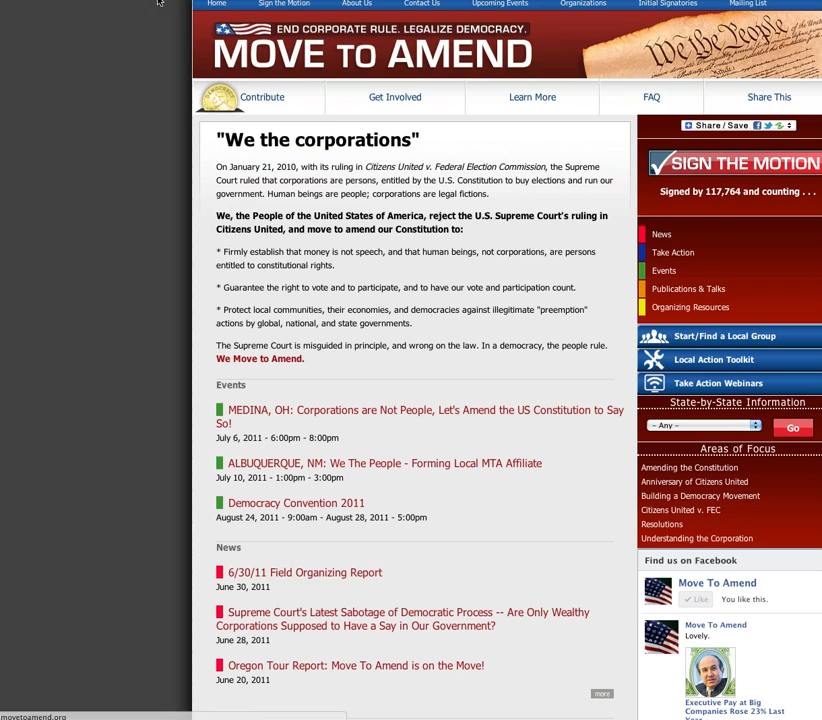 Home Sign the Motion About Us Contact Us Upcoming Events Organizations Initial Signatories Mailing List
END CORPORATE RULE. LEGALIZE DEMOCRACY.
MOVE TO AMEND
We the People
Contribute Get Involved Learn More FAQ Share This
"We the corporations"
On January 21, 2010, with its ruling in Citizens United v. Federal Election Commission, the Supreme
Court ruled that corporations are persons, entitled by the U.S. Constitution to buy elections and run our
government. Human beings are people; corporations are legal fictions.
We, the People of the United States of America, reject the U.S. Supreme Court's ruling in
Citizens United, and move to amend our Constitution to:
* Firmly establish that money is not speech, and that human beings, not corporations, are persons
entitled to constitutional rights.
* Guarantee the right to vote and to participate, and to have our vote and participation count.
* Protect local communities, their economies, and democracies against illegitimate "preemption"
actions by global, national, and state governments.
The Supreme Court is misguided in principle, and wrong on the law. In a democracy, the people rule.
We Move to Amend.
Events
MEDINA, OH: Corporations are Not People, Let's Amend the US Constitution to Say
So!
July 6, 2011 - 6:00pm - 8:00pm
ALBUQUERQUE, NM: We The People - Forming Local MTA Affiliate
July 10, 2011 - 1:00pm - 3:00pm
Democracy Convention 2011
August 24, 2011 - 9:00am - August 28, 2011 - 5:00pm
News
6/30/11 Field Organizing Report
June 30, 2011
Supreme Court's Latest Sabotage of Democratic Process -- Are Only Wealthy
Corporations Supposed to Have a Say in Our Government?
June 28, 2011
Oregon Tour Report: Move To Amend is on the Move!
June 20, 2011
more
Share / Save
SIGN THE MOTION
Signed by 117,764 and counting . . .
News
Take Action
Events
Publications & Talks
Organizing Resources
Start/Find a Local Group
Local Action Toolkit
Take Action Webinars
State-by-State Information
– Any –
Go
Areas of Focus
Amending the Constitution
Anniversary of Citizens United
Building a Democracy Movement
Citizens United v. FEC
Resolutions
Understanding the Corporation
Find us on Facebook
Move To Amend
Like You like this.
Move To Amend
Lovely.
Executive Pay at Big
Companies Rose 23% Last
Year
movetoamend.org